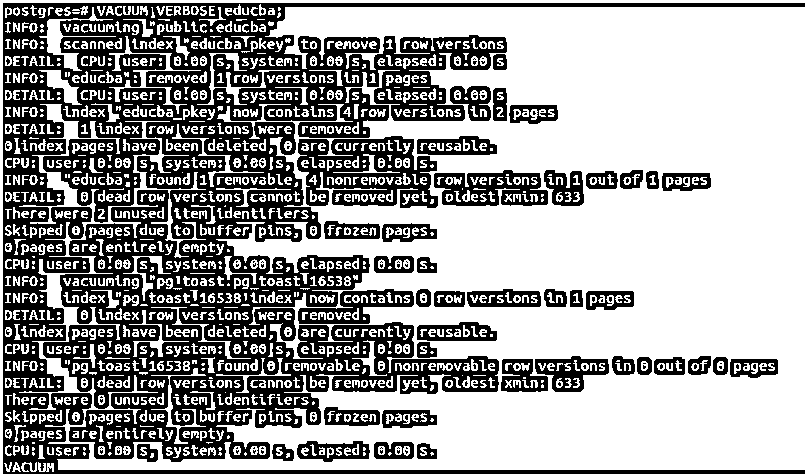 postgres=# VACUUM VERBOSE educba;
INFO:  vacuuming "public.educba"
INFO:  scanned index "educba_pkey" to remove 1 row versions
DETAIL:  CPU: user: 0.00 s, system: 0.00 s, elapsed: 0.00 s
INFO:  "educba": removed 1 row versions in 1 pages
DETAIL:  CPU: user: 0.00 s, system: 0.00 s, elapsed: 0.00 s
INFO:  index "educba_pkey" now contains 4 row versions in 2 pages
DETAIL:  1 index row versions were removed.
0 index pages have been deleted, 0 are currently reusable.
CPU: user: 0.00 s, system: 0.00 s, elapsed: 0.00 s.
INFO:  "educba": found 1 removable, 4 nonremovable row versions in 1 out of 1 pages
DETAIL:  0 dead row versions cannot be removed yet, oldest xmin: 633
There were 2 unused item identifiers.
Skipped 0 pages due to buffer pins, 0 frozen pages.
0 pages are entirely empty.
CPU: user: 0.00 s, system: 0.00 s, elapsed: 0.00 s.
INFO:  vacuuming "pg_toast.pg_toast_16538"
INFO:  index "pg_toast_16538_index" now contains 0 row versions in 1 pages
DETAIL:  0 index row versions were removed.
0 index pages have been deleted, 0 are currently reusable.
CPU: user: 0.00 s, system: 0.00 s, elapsed: 0.00 s.
INFO:  "pg_toast_16538": found 0 removable, 0 nonremovable row versions in 0 out of 0 pages
DETAIL:  0 dead row versions cannot be removed yet, oldest xmin: 633
There were 0 unused item identifiers.
Skipped 0 pages due to buffer pins, 0 frozen pages.
0 pages are entirely empty.
CPU: user: 0.00 s, system: 0.00 s, elapsed: 0.00 s.
VACUUM